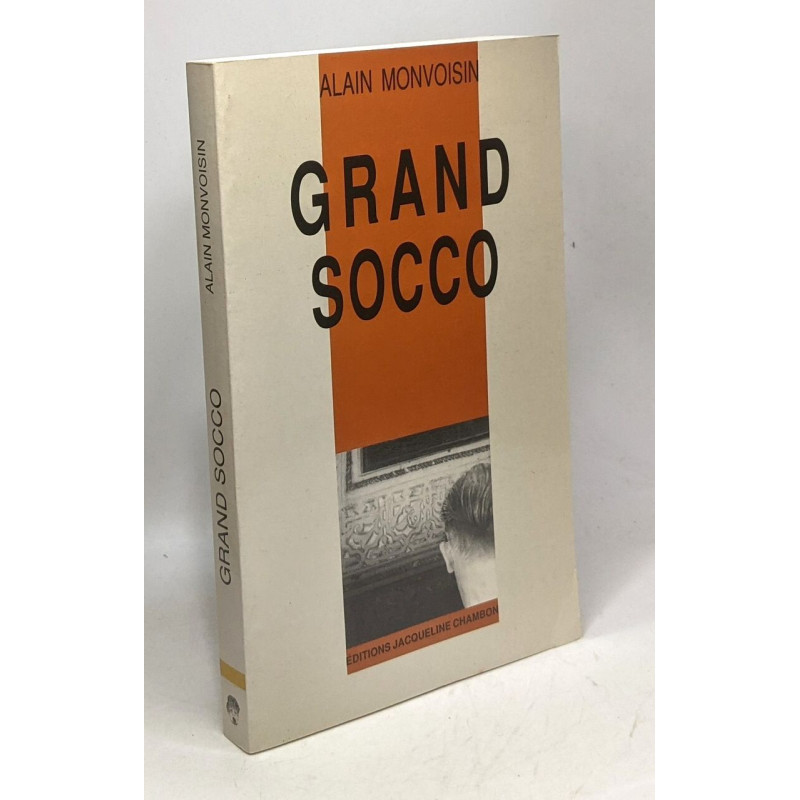 ALAIN MONVOISIN
GRAND
SOCCO
EDITIONS JACQUELINE CHAMBON
ALAIN MONVOISIN
GRAND SOCCO